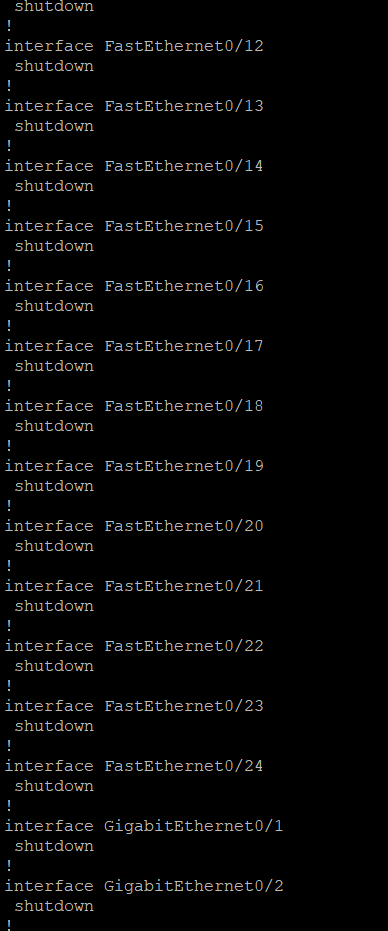 shutdown
!
interface FastEthernet0/12
shutdown
!
interface FastEthernet0/13
shutdown
!
interface FastEthernet0/14
shutdown
!
interface FastEthernet0/15
shutdown
!
interface FastEthernet0/16
shutdown
!
interface FastEthernet0/17
shutdown
!
interface FastEthernet0/18
shutdown
!
interface FastEthernet0/19
shutdown
!
interface FastEthernet0/20
shutdown
!
interface FastEthernet0/21
shutdown
!
interface FastEthernet0/22
shutdown
!
interface FastEthernet0/23
shutdown
!
interface FastEthernet0/24
shutdown
!
interface GigabitEthernet0/1
shutdown
!
interface GigabitEthernet0/2
shutdown
!